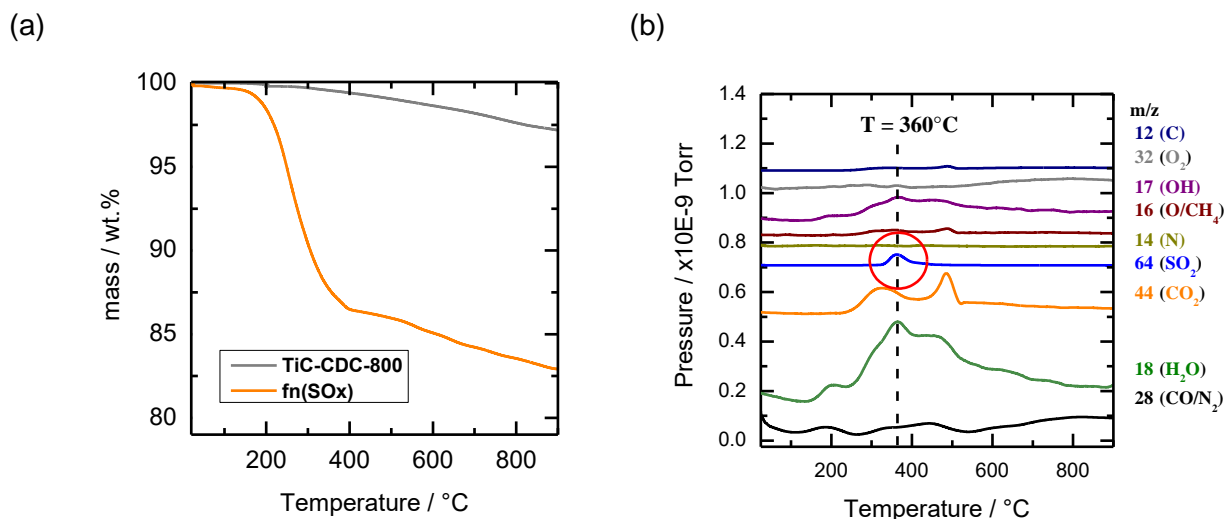 (a)
100
95
90
85
80
mass / wt.%
TiC-CDC-800
fn(SOx)
200
400
600
800
Temperature / °C
(b)
1.4
1.2
1.0
0.8
0.6
0.4
0.2
0.0
Pressure / x10E-9 Torr
T = 360°C
m/z
12 (C)
32 (O₂)
17 (OH)
16 (O/CH₄)
14 (N)
64 (SO₂)
44 (CO₂)
18 (H₂O)
28 (CO/N₂)
200
400
600
800
Temperature / °C